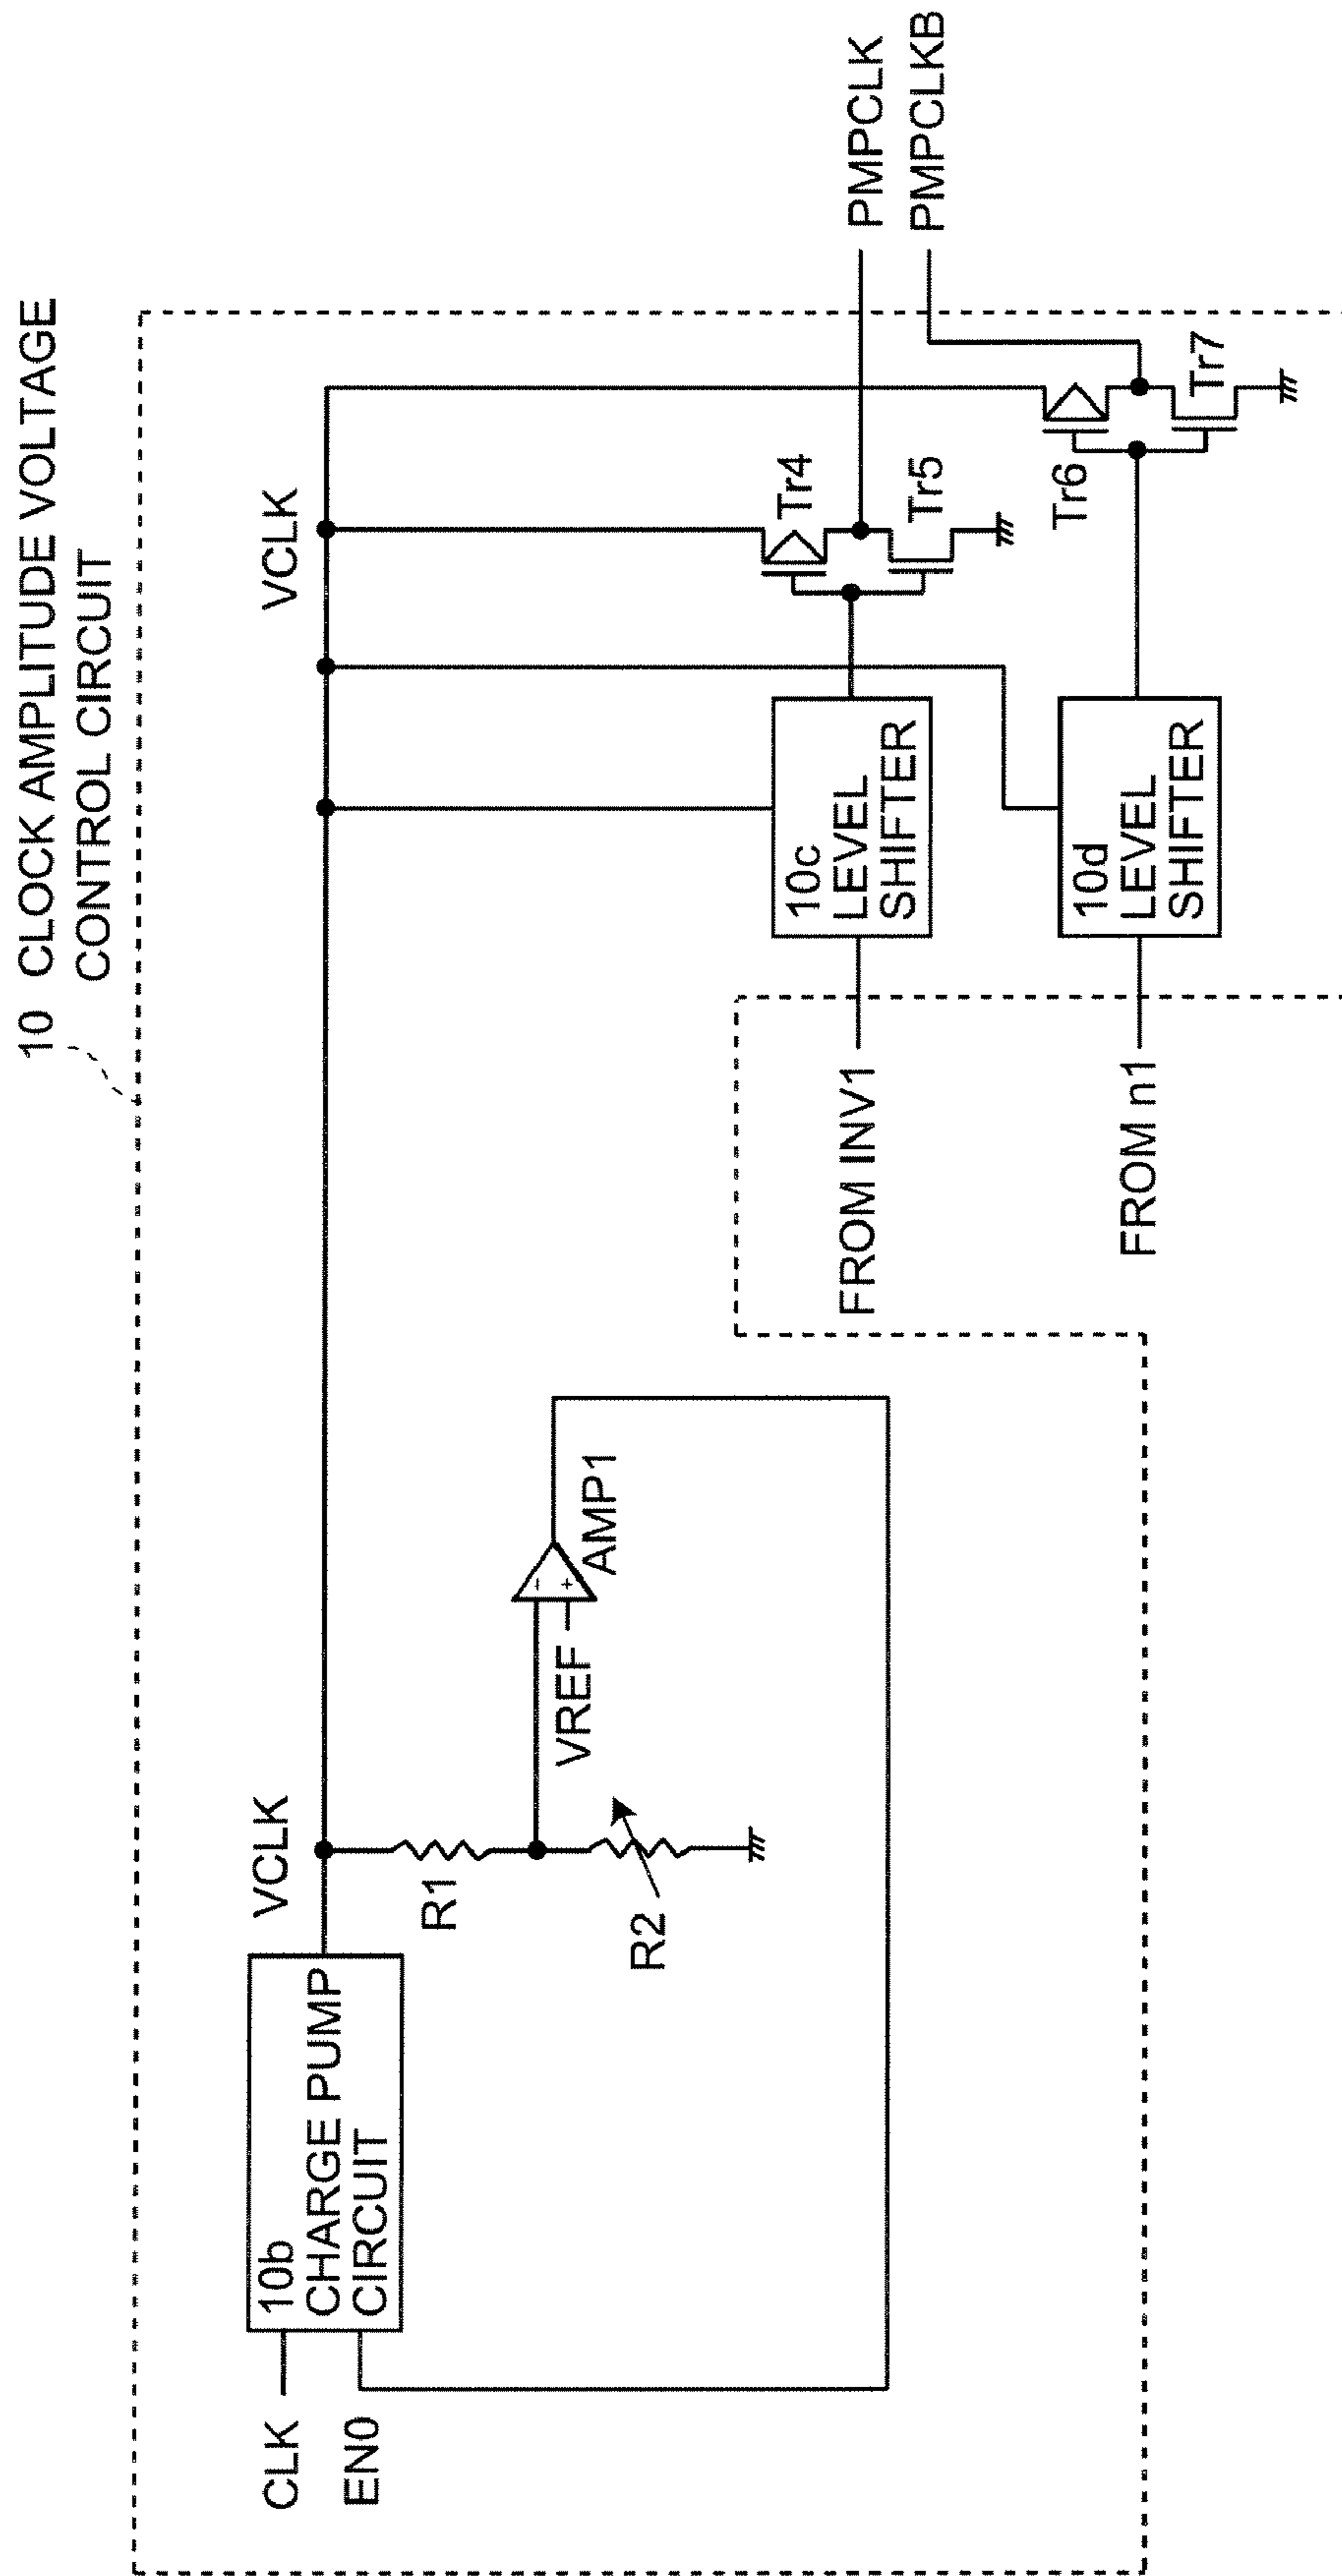 10 CLOCK AMPLITUDE VOLTAGE
CONTROL CIRCUIT
CLK
EN0
10b
CHARGE PUMP
CIRCUIT
VCLK
R1
R2
VREF
-
+
AMP1
VCLK
FROM INV1
10c
LEVEL
SHIFTER
Tr4
Tr5
PMPCLK
FROM n1
10d
LEVEL
SHIFTER
Tr6
Tr7
PMPCLKB